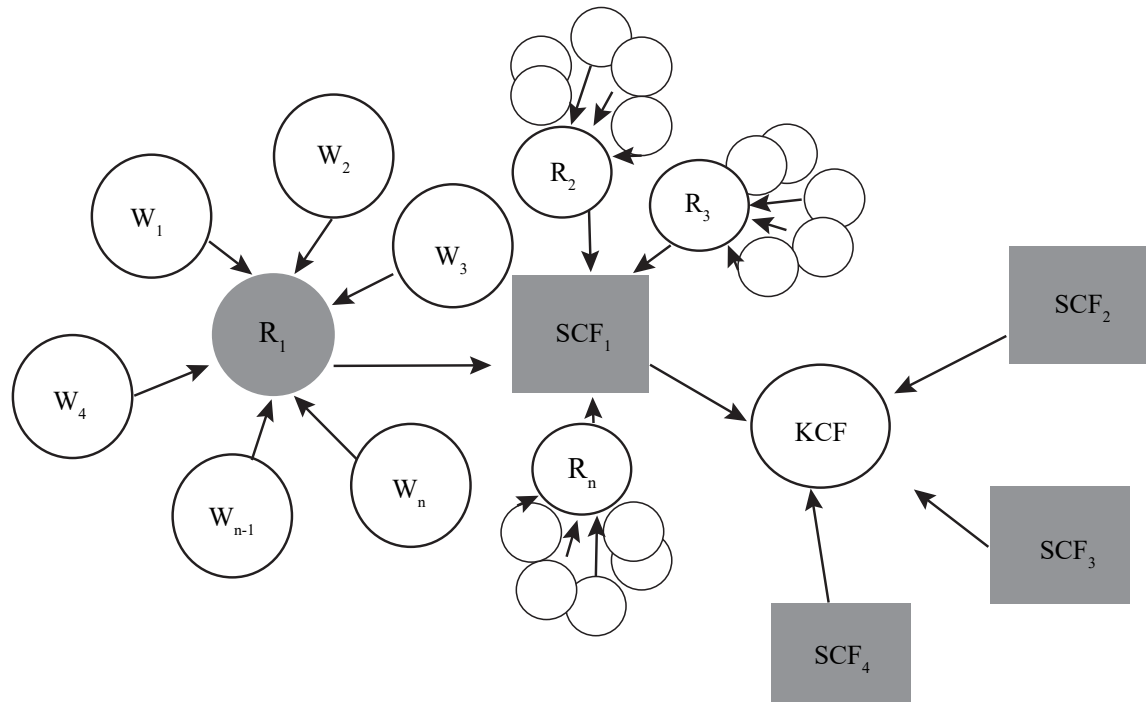 W₂
R₂
W₁
R₃
W₃
R₁
SCF₁
SCF₂
W₄
KCF
Rₙ
Wₙ
Wₙ₋₁
SCF₃
SCF₄